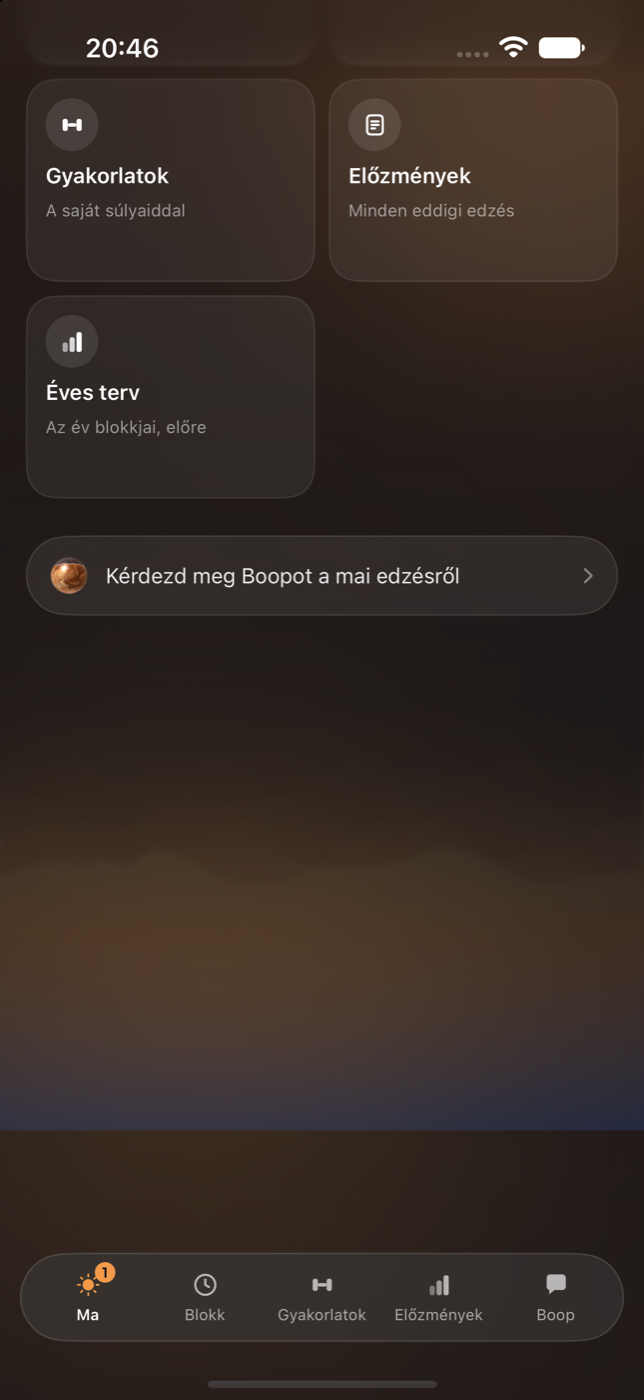 20:46
Gyakorlatok
A saját súlyaiddal
Előzmények
Minden eddigi edzés
Éves terv
Az év blokkjai, előre
Kérdezd meg Boopot a mai edzésről
1
Ma
Blokk
Gyakorlatok
Előzmények
Boop